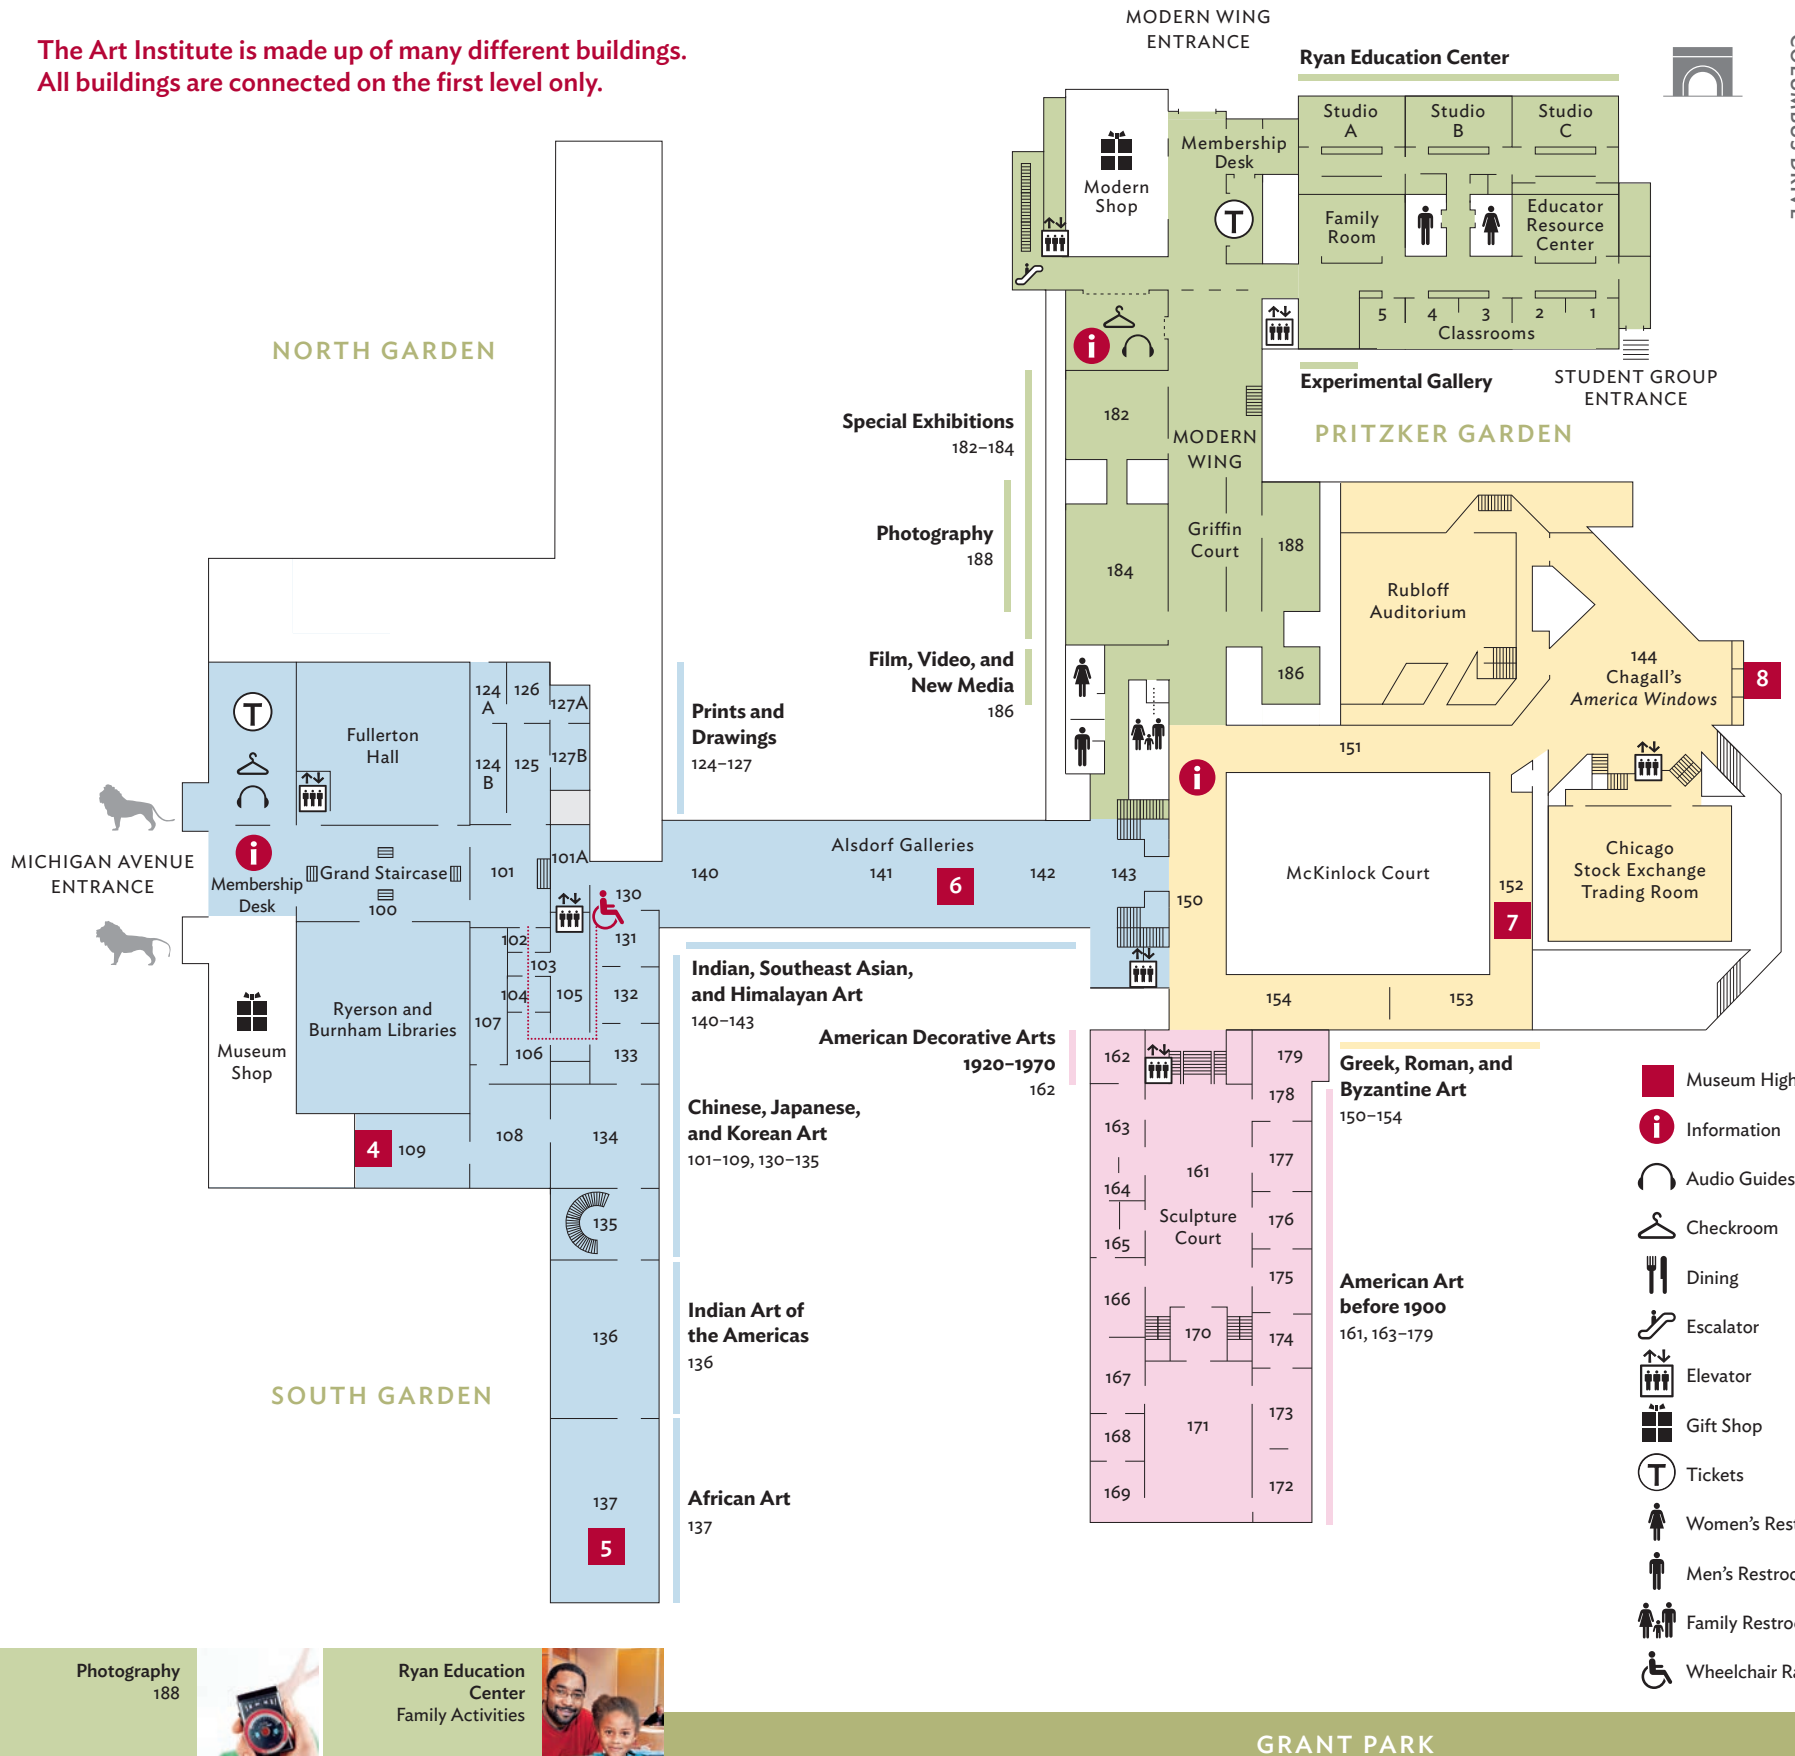 The Art Institute is made up of many different buildings.
All buildings are connected on the first level only.
MODERN WING
ENTRANCE
Ryan Education Center
Studio
A
Studio
B
Studio
C
Membership
Desk
Modern
Shop
T
Family
Room
Educator
Resource
Center
5
4
3
2
1
Classrooms
i
Experimental Gallery
STUDENT GROUP
ENTRANCE
PRITZKER GARDEN
NORTH GARDEN
Special Exhibitions
182–184
182
MODERN
WING
Photography
188
Griffin
Court
188
184
Rubloff
Auditorium
Film, Video, and
New Media
186
186
144
Chagall's
America Windows
8
Prints and
Drawings
124–127
T
Fullerton
Hall
124
A
126
127A
124
B
125
127B
151
i
MICHIGAN AVENUE
ENTRANCE
i
Membership
Desk
Grand Staircase
100
101
101A
130
Alsdorf Galleries
140
141
6
142
143
150
McKinlock Court
152
7
Chicago
Stock Exchange
Trading Room
102
103
104
105
131
132
107
106
133
Ryerson and
Burnham Libraries
Museum
Shop
Indian, Southeast Asian,
and Himalayan Art
140–143
154
153
American Decorative Arts
1920–1970
162
162
179
178
Greek, Roman, and
Byzantine Art
150–154
Chinese, Japanese,
and Korean Art
101–109, 130–135
4
109
108
134
135
163
161
177
164
Sculpture
Court
176
165
175
166
170
174
American Art
before 1900
161, 163–179
Indian Art of
the Americas
136
136
SOUTH GARDEN
167
171
173
168
169
172
African Art
137
137
5
Museum High
i
Information
Audio Guides
Checkroom
Dining
Escalator
Elevator
Gift Shop
T
Tickets
Women's Rest
Men's Restroo
Family Restroo
Wheelchair Ra
Photography
188
Ryan Education
Center
Family Activities
GRANT PARK